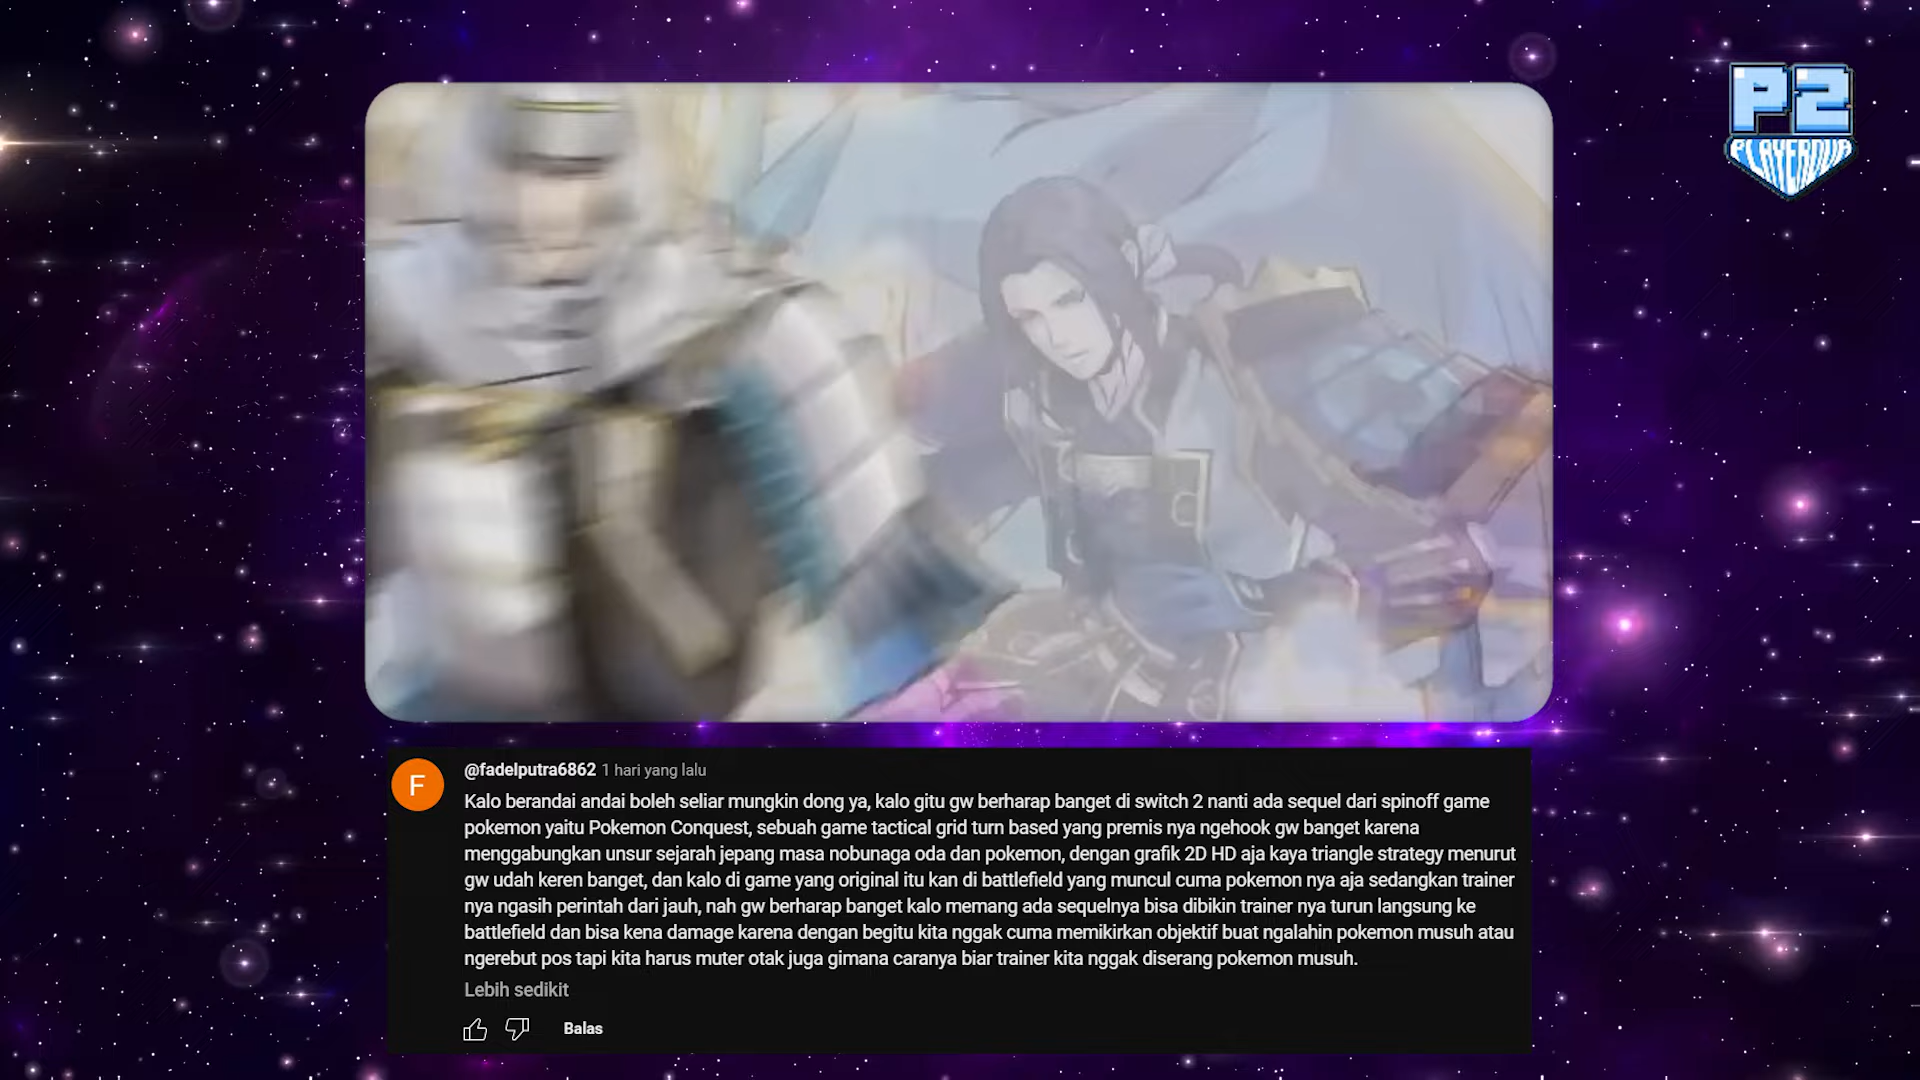 P2
PLAYERDUA
F
@fadelputra6862 1 hari yang lalu
Kalo berandai andai boleh seliar mungkin dong ya, kalo gitu gw berharap banget di switch 2 nanti ada sequel dari spinoff game
pokemon yaitu Pokemon Conquest, sebuah game tactical grid turn based yang premis nya ngehook gw banget karena
menggabungkan unsur sejarah jepang masa nobunaga oda dan pokemon, dengan grafik 2D HD aja kaya triangle strategy menurut
gw udah keren banget, dan kalo di game yang original itu kan di battlefield yang muncul cuma pokemon nya aja sedangkan trainer
nya ngasih perintah dari jauh, nah gw berharap banget kalo memang ada sequelnya bisa dibikin trainer nya turun langsung ke
battlefield dan bisa kena damage karena dengan begitu kita nggak cuma memikirkan objektif buat ngalahin pokemon musuh atau
ngerebut pos tapi kita harus muter otak juga gimana caranya biar trainer kita nggak diserang pokemon musuh.
Lebih sedikit
Balas